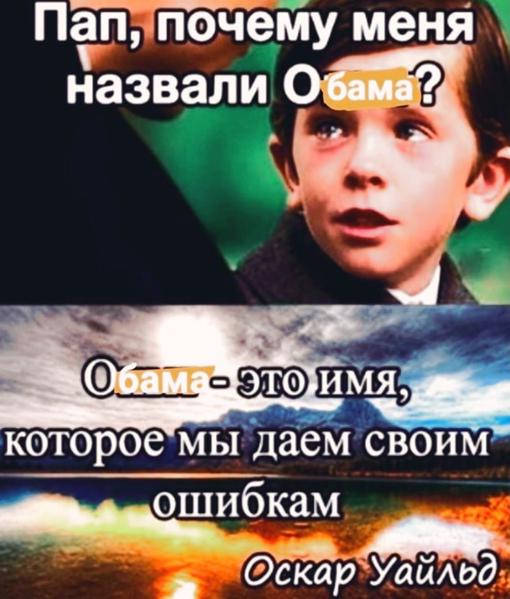 Пап, почему меня
назвали Обама?
Обама- это имя,
которое мы даем своим
ошибкам
Оскар Уайльд